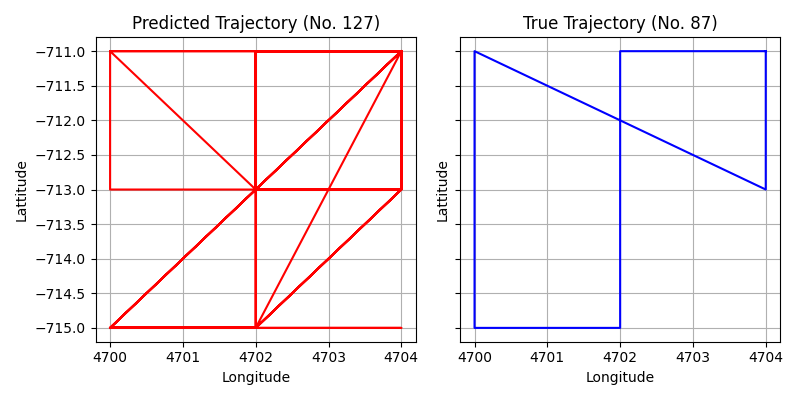 Predicted Trajectory (No. 127)
True Trajectory (No. 87)
Lattitude
−711.0
−711.5
−712.0
−712.5
−713.0
−713.5
−714.0
−714.5
−715.0
4700 4701 4702 4703 4704
Longitude
Lattitude
4700 4701 4702 4703 4704
Longitude